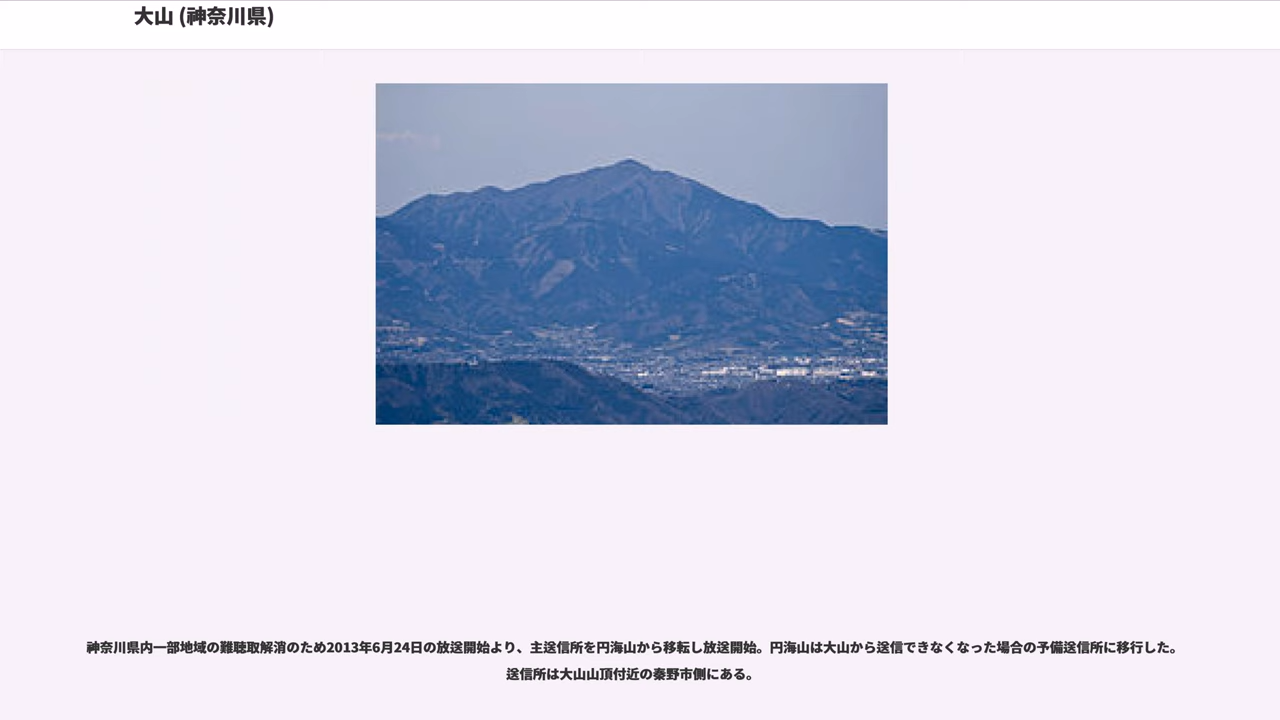 大山 (神奈川県)
神奈川県内一部地域の難聴取解消のため2013年6月24日の放送開始より、主送信所を円海山から移転し放送開始。円海山は大山から送信できなくなった場合の予備送信所に移行した。
送信所は大山山頂付近の秦野市側にある。